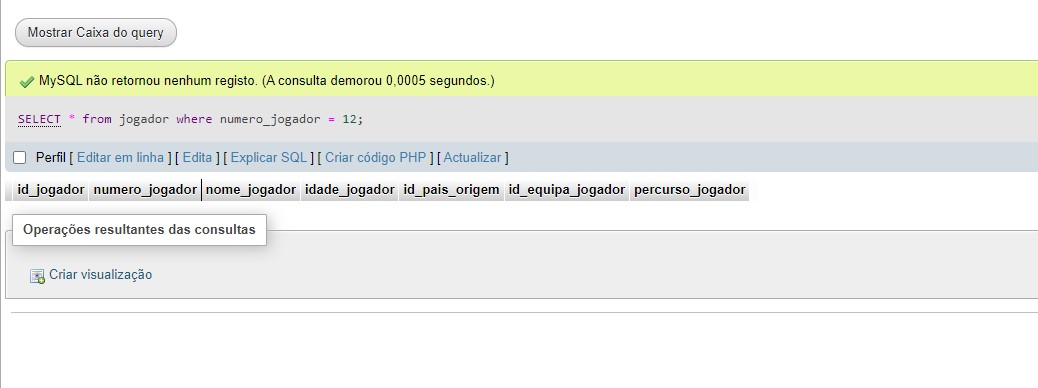 Mostrar Caixa do query
MySQL não retornou nenhum registo. (A consulta demorou 0,0005 segundos.)
SELECT * from jogador where numero_jogador = 12;
Perfil [ Editar em linha ] [ Edita ] [ Explicar SQL ] [ Criar código PHP ] [ Actualizar ]
id_jogador numero_jogador nome_jogador idade_jogador id_pais_origem id_equipa_jogador percurso_jogador
Operações resultantes das consultas
Criar visualização